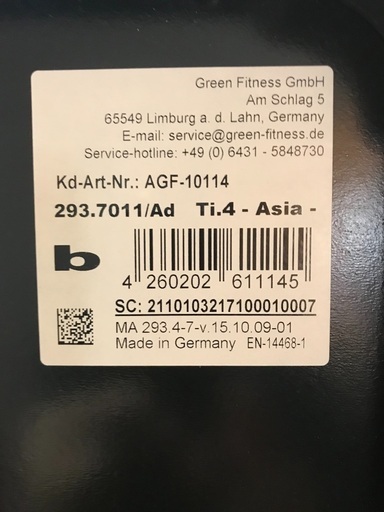 Green Fitness GmbH
Am Schlag 5
65549 Limburg a. d. Lahn, Germany
E-mail: service@green-fitness.de
Service-hotline: +49 (0) 6431 - 5848730
Kd-Art-Nr.: AGF-10114
293.7011/Ad Ti.4 - Asia -
b
4 260202 611145
SC: 2110103217100010007
MA 293.4-7-v.15.10.09-01
Made in Germany EN-14468-1